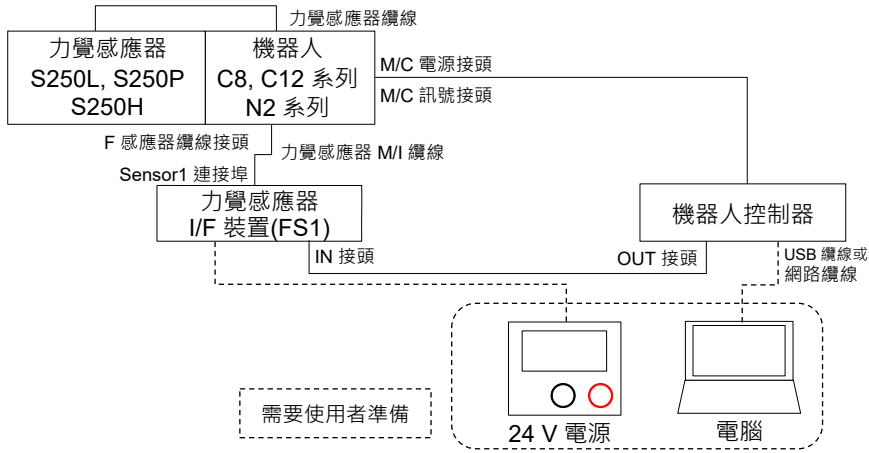 力覺感應器纜線
力覺感應器
S250L, S250P
S250H
機器人
C8, C12 系列
N2 系列
M/C 電源接頭
M/C 訊號接頭
F 感應器纜線接頭
力覺感應器 M/I 纜線
Sensor1 連接埠
力覺感應器
I/F 裝置(FS1)
機器人控制器
IN 接頭
OUT 接頭
USB 纜線或
網路纜線
需要使用者準備
24 V 電源
電腦